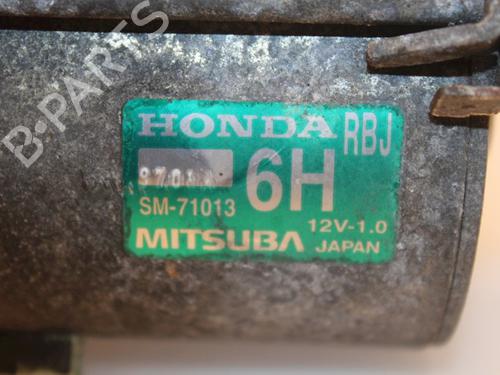 B-PARTS
HONDA RBJ
6H
SM-71013
12V-1.0
MITSUBA JAPAN